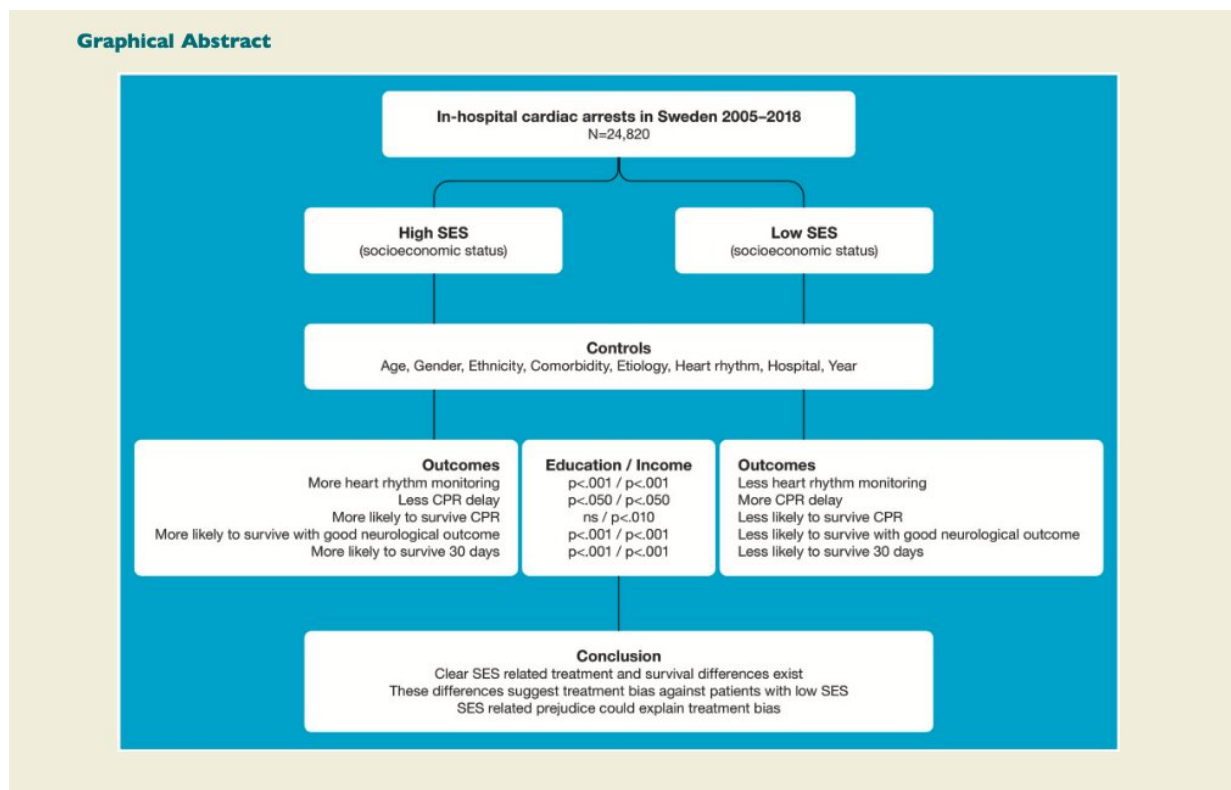 Graphical Abstract
In-hospital cardiac arrests in Sweden 2005–2018
N=24,820
High SES
(socioeconomic status)
Low SES
(socioeconomic status)
Controls
Age, Gender, Ethnicity, Comorbidity, Etiology, Heart rhythm, Hospital, Year
Outcomes
More heart rhythm monitoring
Less CPR delay
More likely to survive CPR
More likely to survive with good neurological outcome
More likely to survive 30 days
Education / Income
p<.001 / p<.001
p<.050 / p<.050
ns / p<.010
p<.001 / p<.001
p<.001 / p<.001
Outcomes
Less heart rhythm monitoring
More CPR delay
Less likely to survive CPR
Less likely to survive with good neurological outcome
Less likely to survive 30 days
Conclusion
Clear SES related treatment and survival differences exist
These differences suggest treatment bias against patients with low SES
SES related prejudice could explain treatment bias